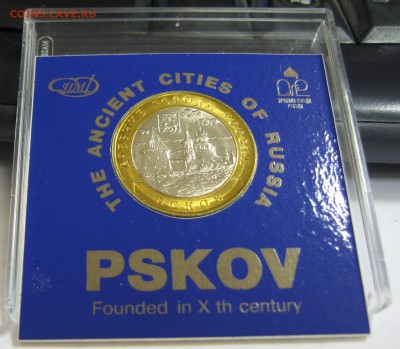 COINS.LAVE.RU
THE ANCIENT CITIES OF RUSSIA
ДРЕВНИЕ ГОРОДА РОССИИ
ПСКОВ
PSKOV
Founded in X th century